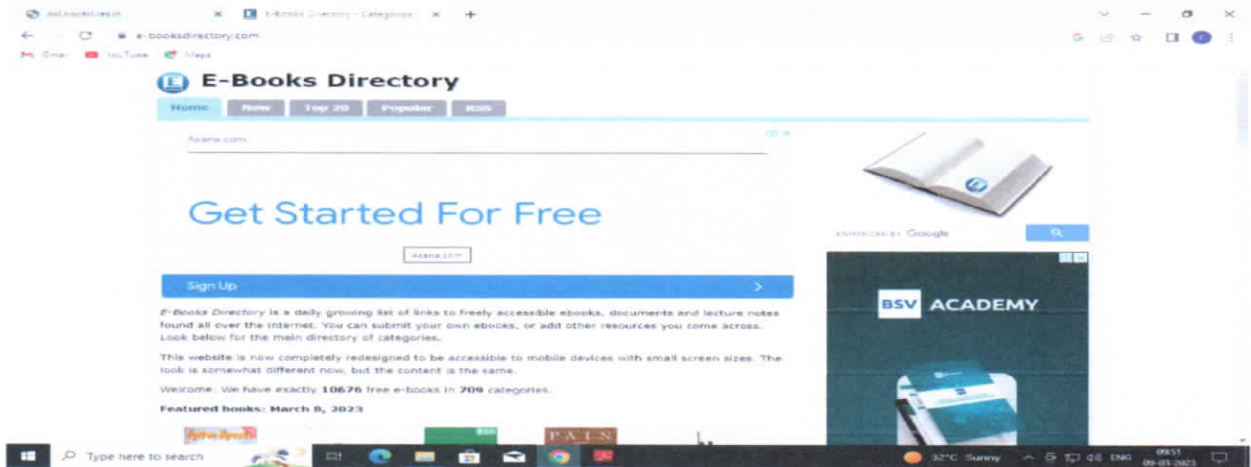 E-Books Directory - Categories
e-booksdirectory.com
Gmail YouTube Maps
E-Books Directory
Home New Top 20 Popular RSS
Asana.com
Get Started For Free
Asana.com
Sign Up
ENHANCED BY Google
BSV ACADEMY
E-Books Directory is a daily growing list of links to freely accessible ebooks, documents and lecture notes
found all over the internet. You can submit your own ebooks, or add other resources you come across.
Look below for the main directory of categories.
This website is now completely redesigned to be accessible to mobile devices with small screen sizes. The
look is somewhat different now, but the content is the same.
Welcome. We have exactly 10676 free e-books in 709 categories.
Featured books: March 8, 2023
PAIN
Type here to search
32°C Sunny
ENG
09:51
09-03-2023